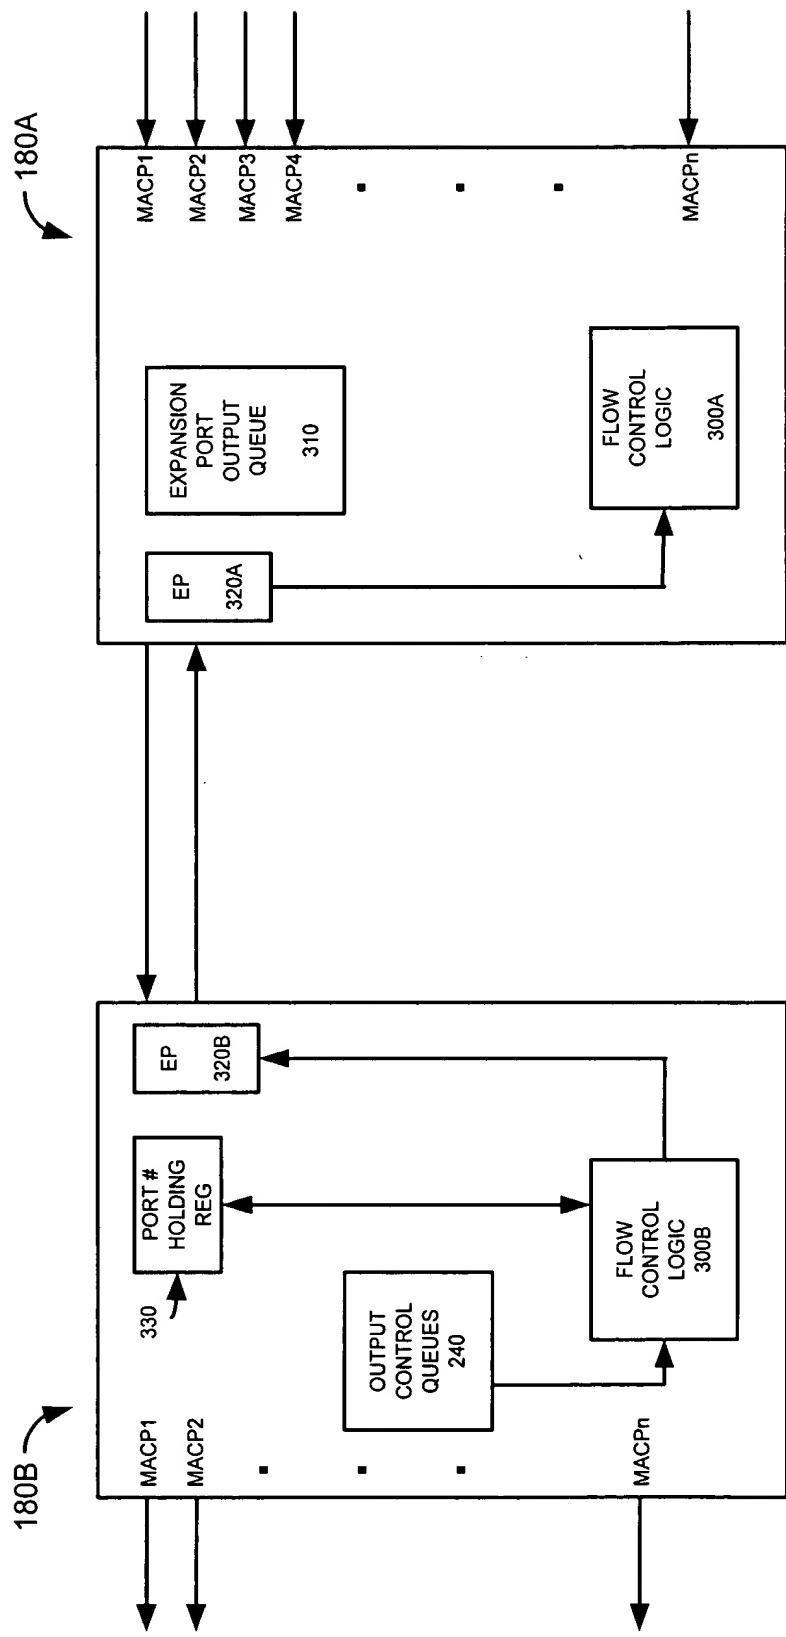 180B
MACP1
MACP2
MACPn
330
PORT #
HOLDING
REG
EP
320B
OUTPUT
CONTROL
QUEUES
240
FLOW
CONTROL
LOGIC
300B
180A
EP
320A
EXPANSION
PORT
OUTPUT
QUEUE
310
FLOW
CONTROL
LOGIC
300A
MACP1
MACP2
MACP3
MACP4
MACPn